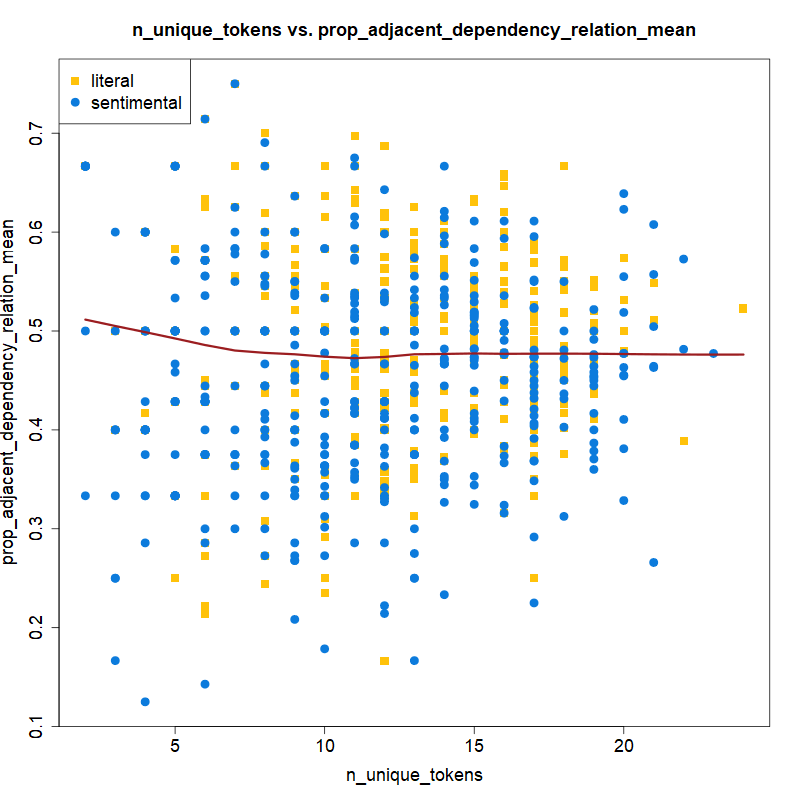 n_unique_tokens vs. prop_adjacent_dependency_relation_mean
literal
sentimental
prop_adjacent_dependency_relation_mean
0.1 0.2 0.3 0.4 0.5 0.6 0.7
5 10 15 20
n_unique_tokens